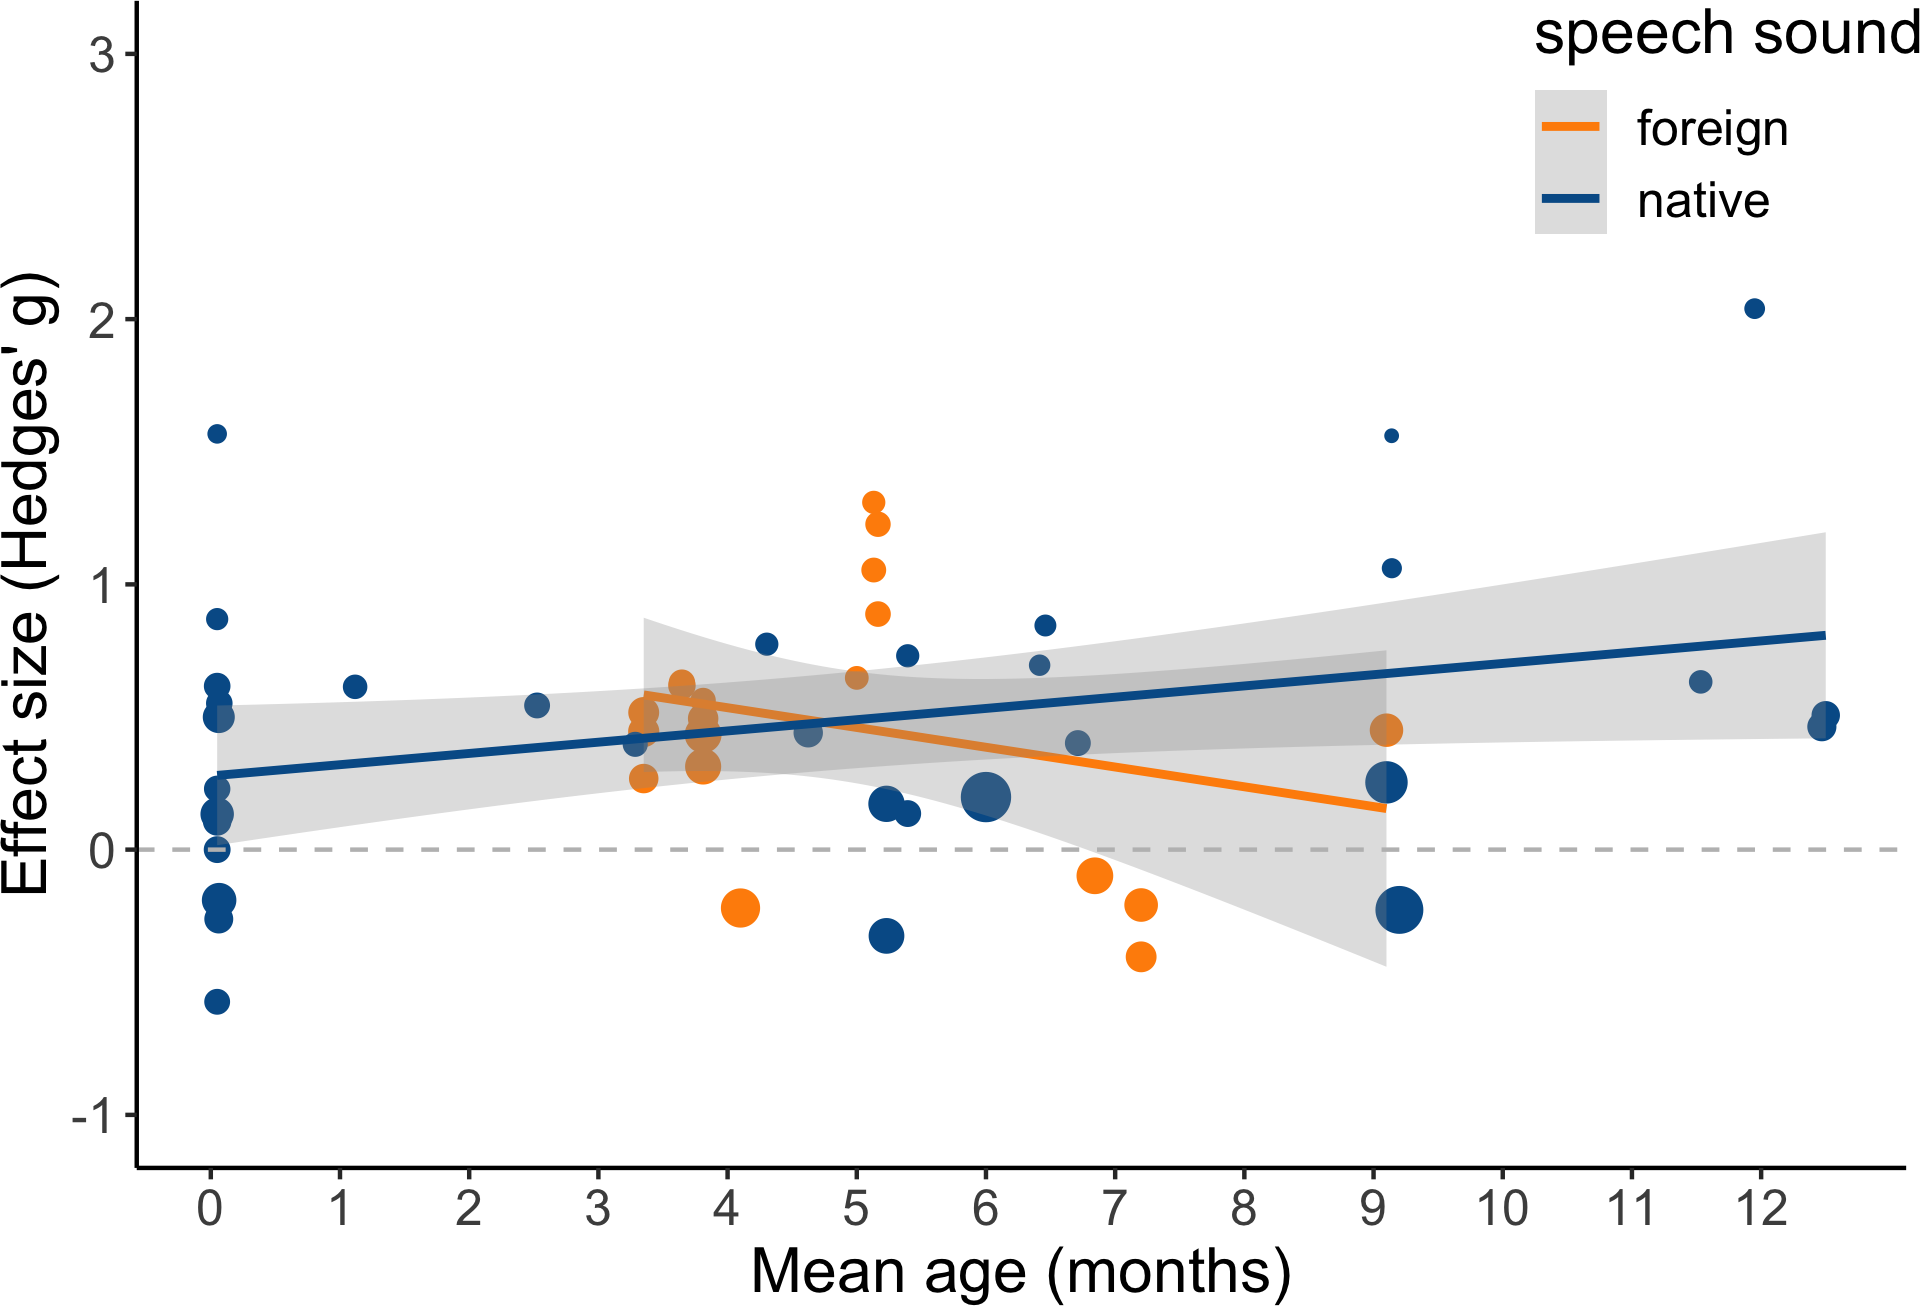 speech sound
foreign
native
Effect size (Hedges' g)
3
2
1
0
-1
0 1 2 3 4 5 6 7 8 9 10 11 12
Mean age (months)